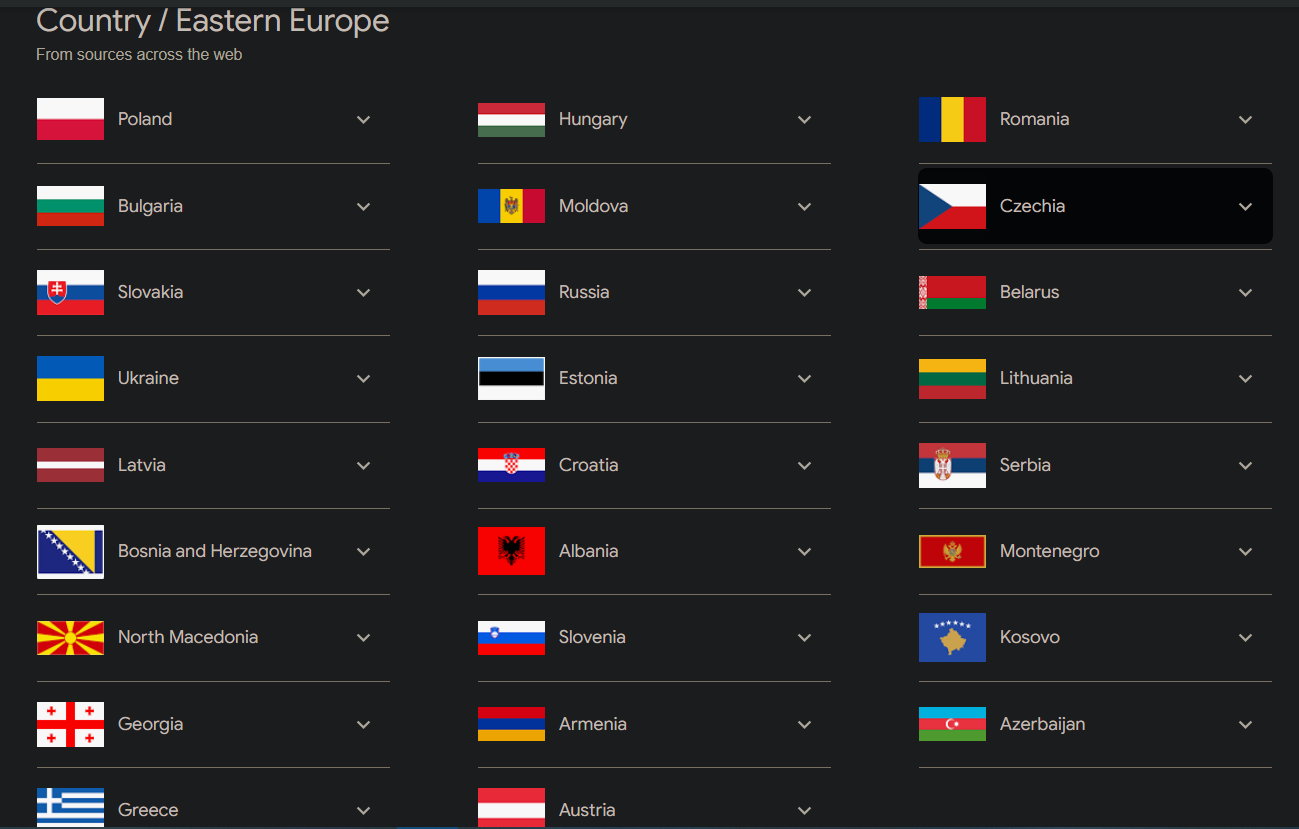 Country / Eastern Europe
From sources across the web
Poland
Hungary
Romania
Bulgaria
Moldova
Czechia
Slovakia
Russia
Belarus
Ukraine
Estonia
Lithuania
Latvia
Croatia
Serbia
Bosnia and Herzegovina
Albania
Montenegro
North Macedonia
Slovenia
Kosovo
Georgia
Armenia
Azerbaijan
Greece
Austria